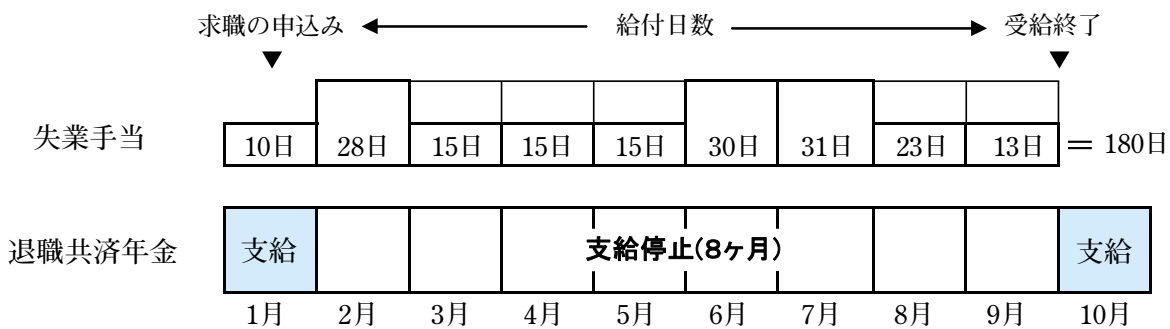 求職の申込み 給付日数 受給終了
失業手当 10日 28日 15日 15日 15日 30日 31日 23日 13日 = 180日
退職共済年金 支給 支給停止(8ヶ月) 支給
1月 2月 3月 4月 5月 6月 7月 8月 9月 10月